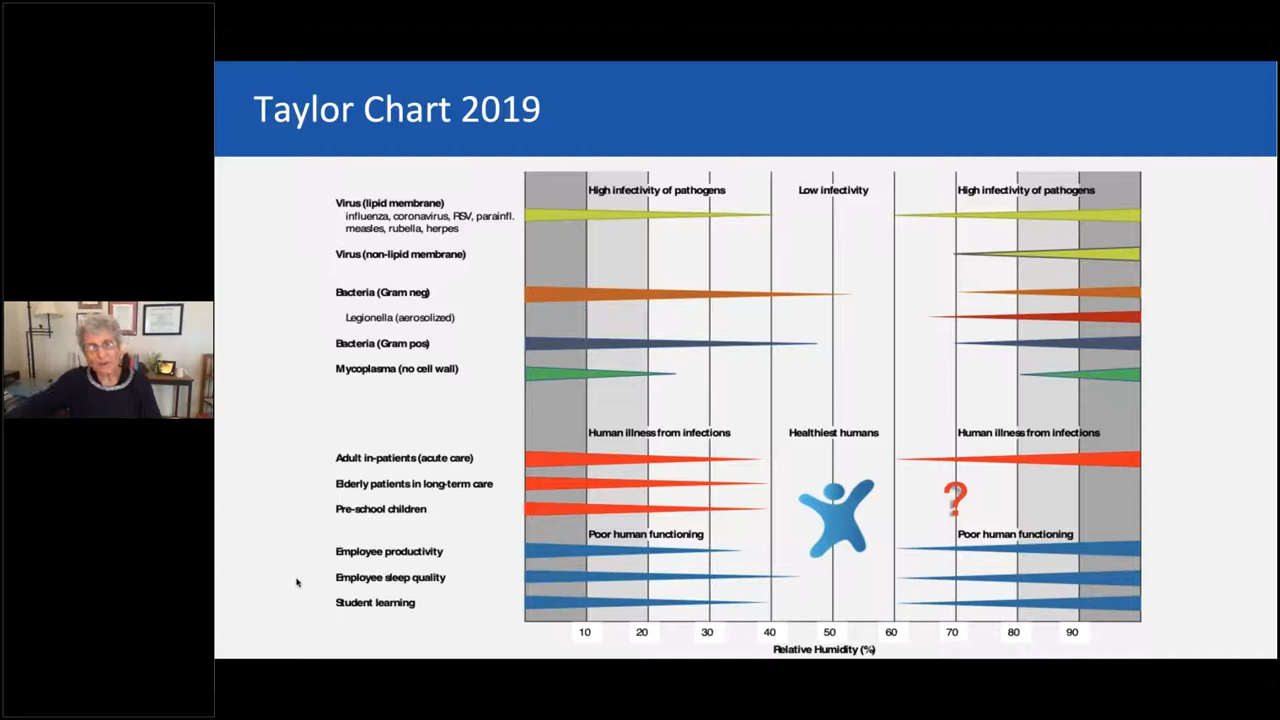 Taylor Chart 2019
High infectivity of pathogens
Low infectivity
High infectivity of pathogens
Virus (lipid membrane)
influenza, coronavirus, RSV, parainfl.
measles, rubella, herpes
Virus (non-lipid membrane)
Bacteria (Gram neg)
Legionella (aerosolized)
Bacteria (Gram pos)
Mycoplasma (no cell wall)
Human illness from infections
Healthiest humans
Human illness from infections
Adult in-patients (acute care)
Elderly patients in long-term care
?
Pre-school children
Poor human functioning
Poor human functioning
Employee productivity
Employee sleep quality
Student learning
10 20 30 40 50 60 70 80 90
Relative Humidity (%)